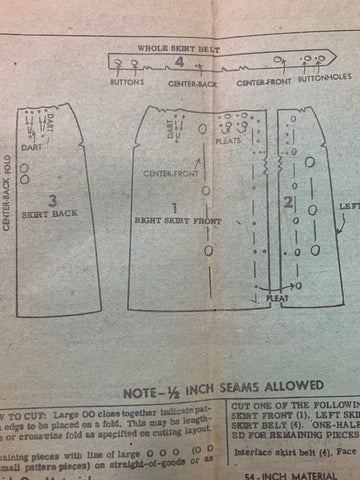 WHOLE SKIRT BELT
4
BUTTONS
CENTER-BACK
CENTER-FRONT
BUTTONHOLES
DART
DART
DART
PLEATS
CENTER-FRONT
CENTER-BACK FOLD
3
SKIRT BACK
1
RIGHT SKIRT FRONT
2
LEFT
PLEAT
NOTE-½ INCH SEAMS ALLOWED
W TO CUT: Large OO close together indicate pat-
edge to be placed on a fold. This may be length-
or crosswise fold as specified on cutting layout.
pieces with line of large O O O (O O
mall pattern pieces) on straight-of-goods or as
CUT ONE OF THE FOLLOWING
SKIRT FRONT (1), LEFT SKI
SKIRT BELT (4). ONE-HALF
ED FOR REMAINING PIECES
Interface skirt belt (4). Face
54-INCH MATERIAL